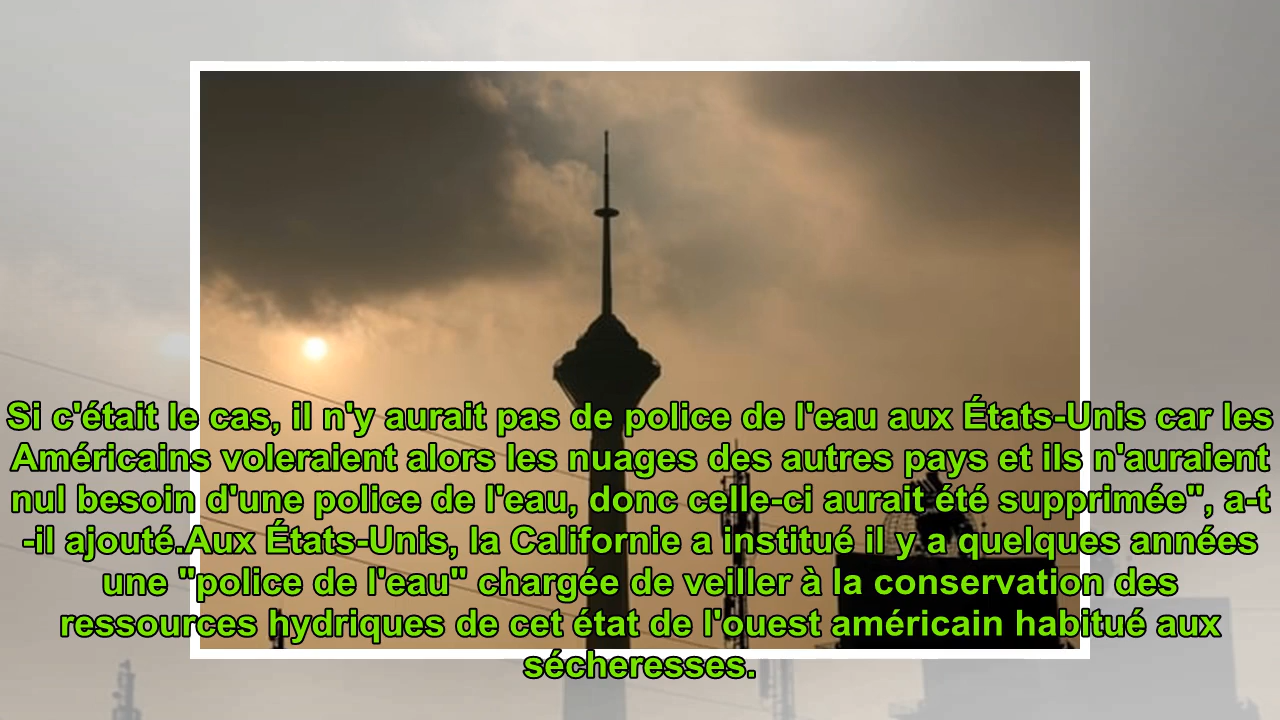 Si c'était le cas, il n'y aurait pas de police de l'eau aux États-Unis car les
Américains voleraient alors les nuages des autres pays et ils n'auraient
nul besoin d'une police de l'eau, donc celle-ci aurait été supprimée", a-t
-il ajouté.Aux États-Unis, la Californie a institué il y a quelques années
une "police de l'eau" chargée de veiller à la conservation des
ressources hydriques de cet état de l'ouest américain habitué aux
sécheresses.